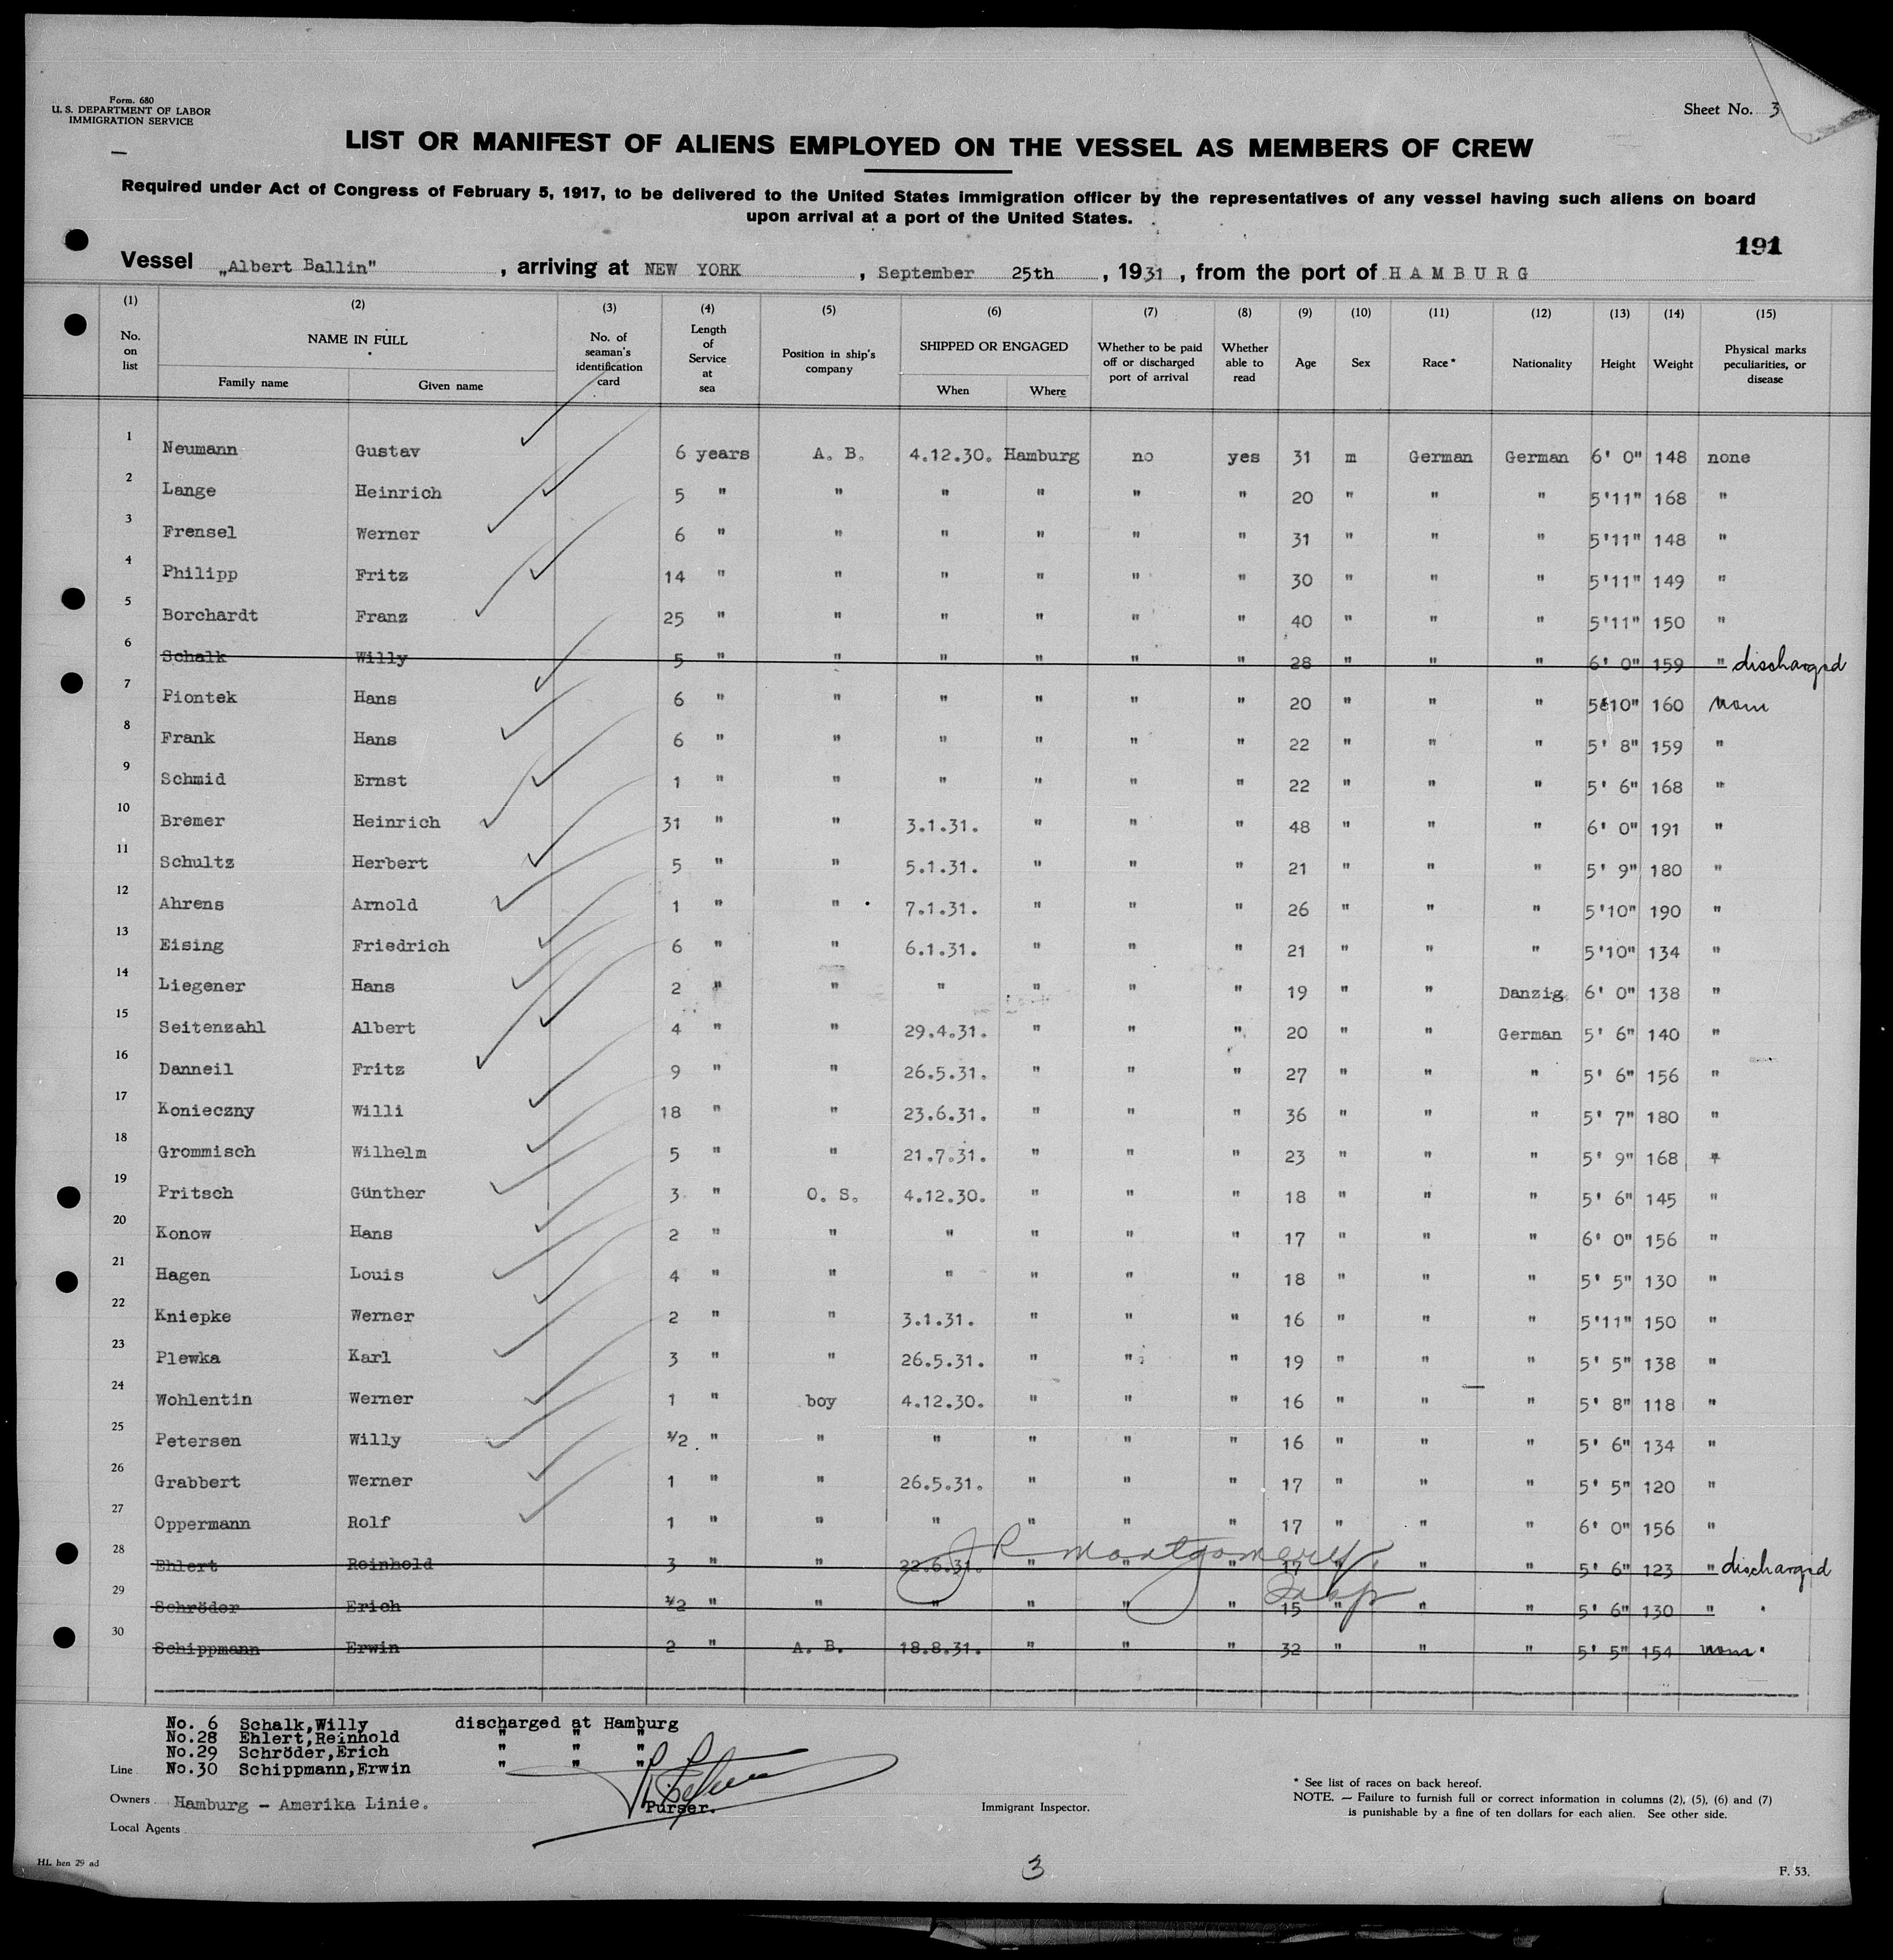 Form. 680
U. S. DEPARTMENT OF LABOR
IMMIGRATION SERVICE
Sheet No. 3
LIST OR MANIFEST OF ALIENS EMPLOYED ON THE VESSEL AS MEMBERS OF CREW
Required under Act of Congress of February 5, 1917, to be delivered to the United States immigration officer by the representatives of any vessel having such aliens on board
upon arrival at a port of the United States.
191
Vessel „Albert Ballin" , arriving at NEW YORK , September 25th , 1931 , from the port of HAMBURG
(1) (2) (3) (4) (5) (6) (7) (8) (9) (10) (11) (12) (13) (14) (15)
No. on list NAME IN FULL Family name Given name No. of seaman's identification card Length of Service at sea Position in ship's company SHIPPED OR ENGAGED When Where Whether to be paid off or discharged port of arrival Whether able to read Age Sex Race * Nationality Height Weight Physical marks peculiarities, or disease
1 Neumann Gustav 6 years A. B. 4.12.30. Hamburg no yes 31 m German German 6' 0" 148 none
2 Lange Heinrich 5 " " " " " " 20 " " " 5'11" 168 "
3 Frensel Werner 6 " " " " " " 31 " " " 5'11" 148 "
4 Philipp Fritz 14 " " " " " " 30 " " " 5'11" 149 "
5 Borchardt Franz 25 " " " " " " 40 " " " 5'11" 150 "
6 Schalk Willy 5 " " " " " " 28 " " " 6' 0" 159 " discharged
7 Piontek Hans 6 " " " " " " 20 " " " 5'10" 160
8 Frank Hans 6 " " " " " " 22 " " " 5' 8" 159 "
9 Schmid Ernst 1 " " " " " " 22 " " " 5' 6" 168 "
10 Bremer Heinrich 31 " " 3.1.31. " " " 48 " " " 6' 0" 191 "
11 Schultz Herbert 5 " " 5.1.31. " " " 21 " " " 5' 9" 180 "
12 Ahrens Arnold 1 " " 7.1.31. " " " 26 " " " 5'10" 190 "
13 Eising Friedrich 6 " " 6.1.31. " " " 21 " " " 5'10" 134 "
14 Liegener Hans 2 " " " " " " 19 " " Danzig 6' 0" 138 "
15 Seitenzahl Albert 4 " " 29.4.31. " " " 20 " " German 5' 6" 140 "
16 Danneil Fritz 9 " " 26.5.31. " " " 27 " " " 5' 6" 156 "
17 Konieczny Willi 18 " " 23.6.31. " " " 36 " " " 5' 7" 180 "
18 Grommisch Wilhelm 5 " " 21.7.31. " " " 23 " " " 5' 9" 168 "
19 Pritsch Günther 3 " O. S. 4.12.30. " " " 18 " " " 5' 6" 145 "
20 Konow Hans 2 " " " " " " 17 " " " 6' 0" 156 "
21 Hagen Louis 4 " " " " " " 18 " " " 5' 5" 130 "
22 Kniepke Werner 2 " " 3.1.31. " " " 16 " " " 5'11" 150 "
23 Plewka Karl 3 " " 26.5.31. " " " 19 " " " 5' 5" 138 "
24 Wohlentin Werner 1 " boy 4.12.30. " " " 16 " " " 5' 8" 118 "
25 Petersen Willy ½ " " " " " " 16 " " " 5' 6" 134 "
26 Grabbert Werner 1 " " 26.5.31. " " " 17 " " " 5' 5" 120 "
27 Oppermann Rolf 1 " " " " " " 17 " " " 6' 0" 156 "
J R Montgomery
Insp
28 Ehlert Reinhold 3 " " 22.6.31. " " " 17 " " " 5' 6" 123 " discharged
29 Schröder Erich ½ " " " " " " 15 " " " 5' 6" 130 " "
30 Schippmann Erwin 2 " A. B. 18.8.31. " " " 32 " " " 5' 5" 154 "
No. 6 Schalk,Willy discharged at Hamburg
No.28 Ehlert,Reinhold " " "
No.29 Schröder,Erich " " "
Line No.30 Schippmann,Erwin " " "
Owners Hamburg - Amerika Linie.
Purser.
Immigrant Inspector.
Local Agents
* See list of races on back hereof.
NOTE. — Failure to furnish full or correct information in columns (2), (5), (6) and (7)
is punishable by a fine of ten dollars for each alien. See other side.
HL hen 29 ad
3
F. 53.